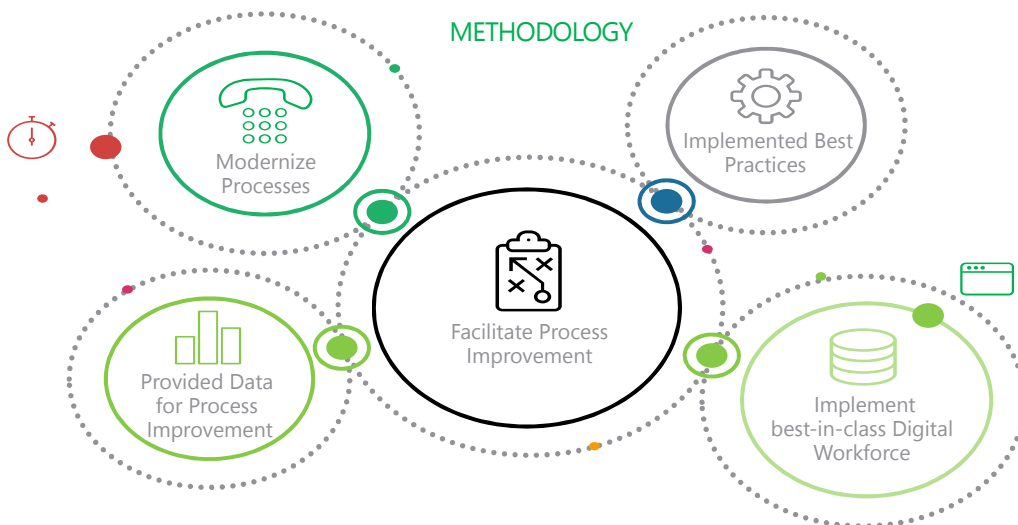 METHODOLOGY
Modernize
Processes
Implemented Best
Practices
Facilitate Process
Improvement
Provided Data
for Process
Improvement
Implement
best-in-class Digital
Workforce